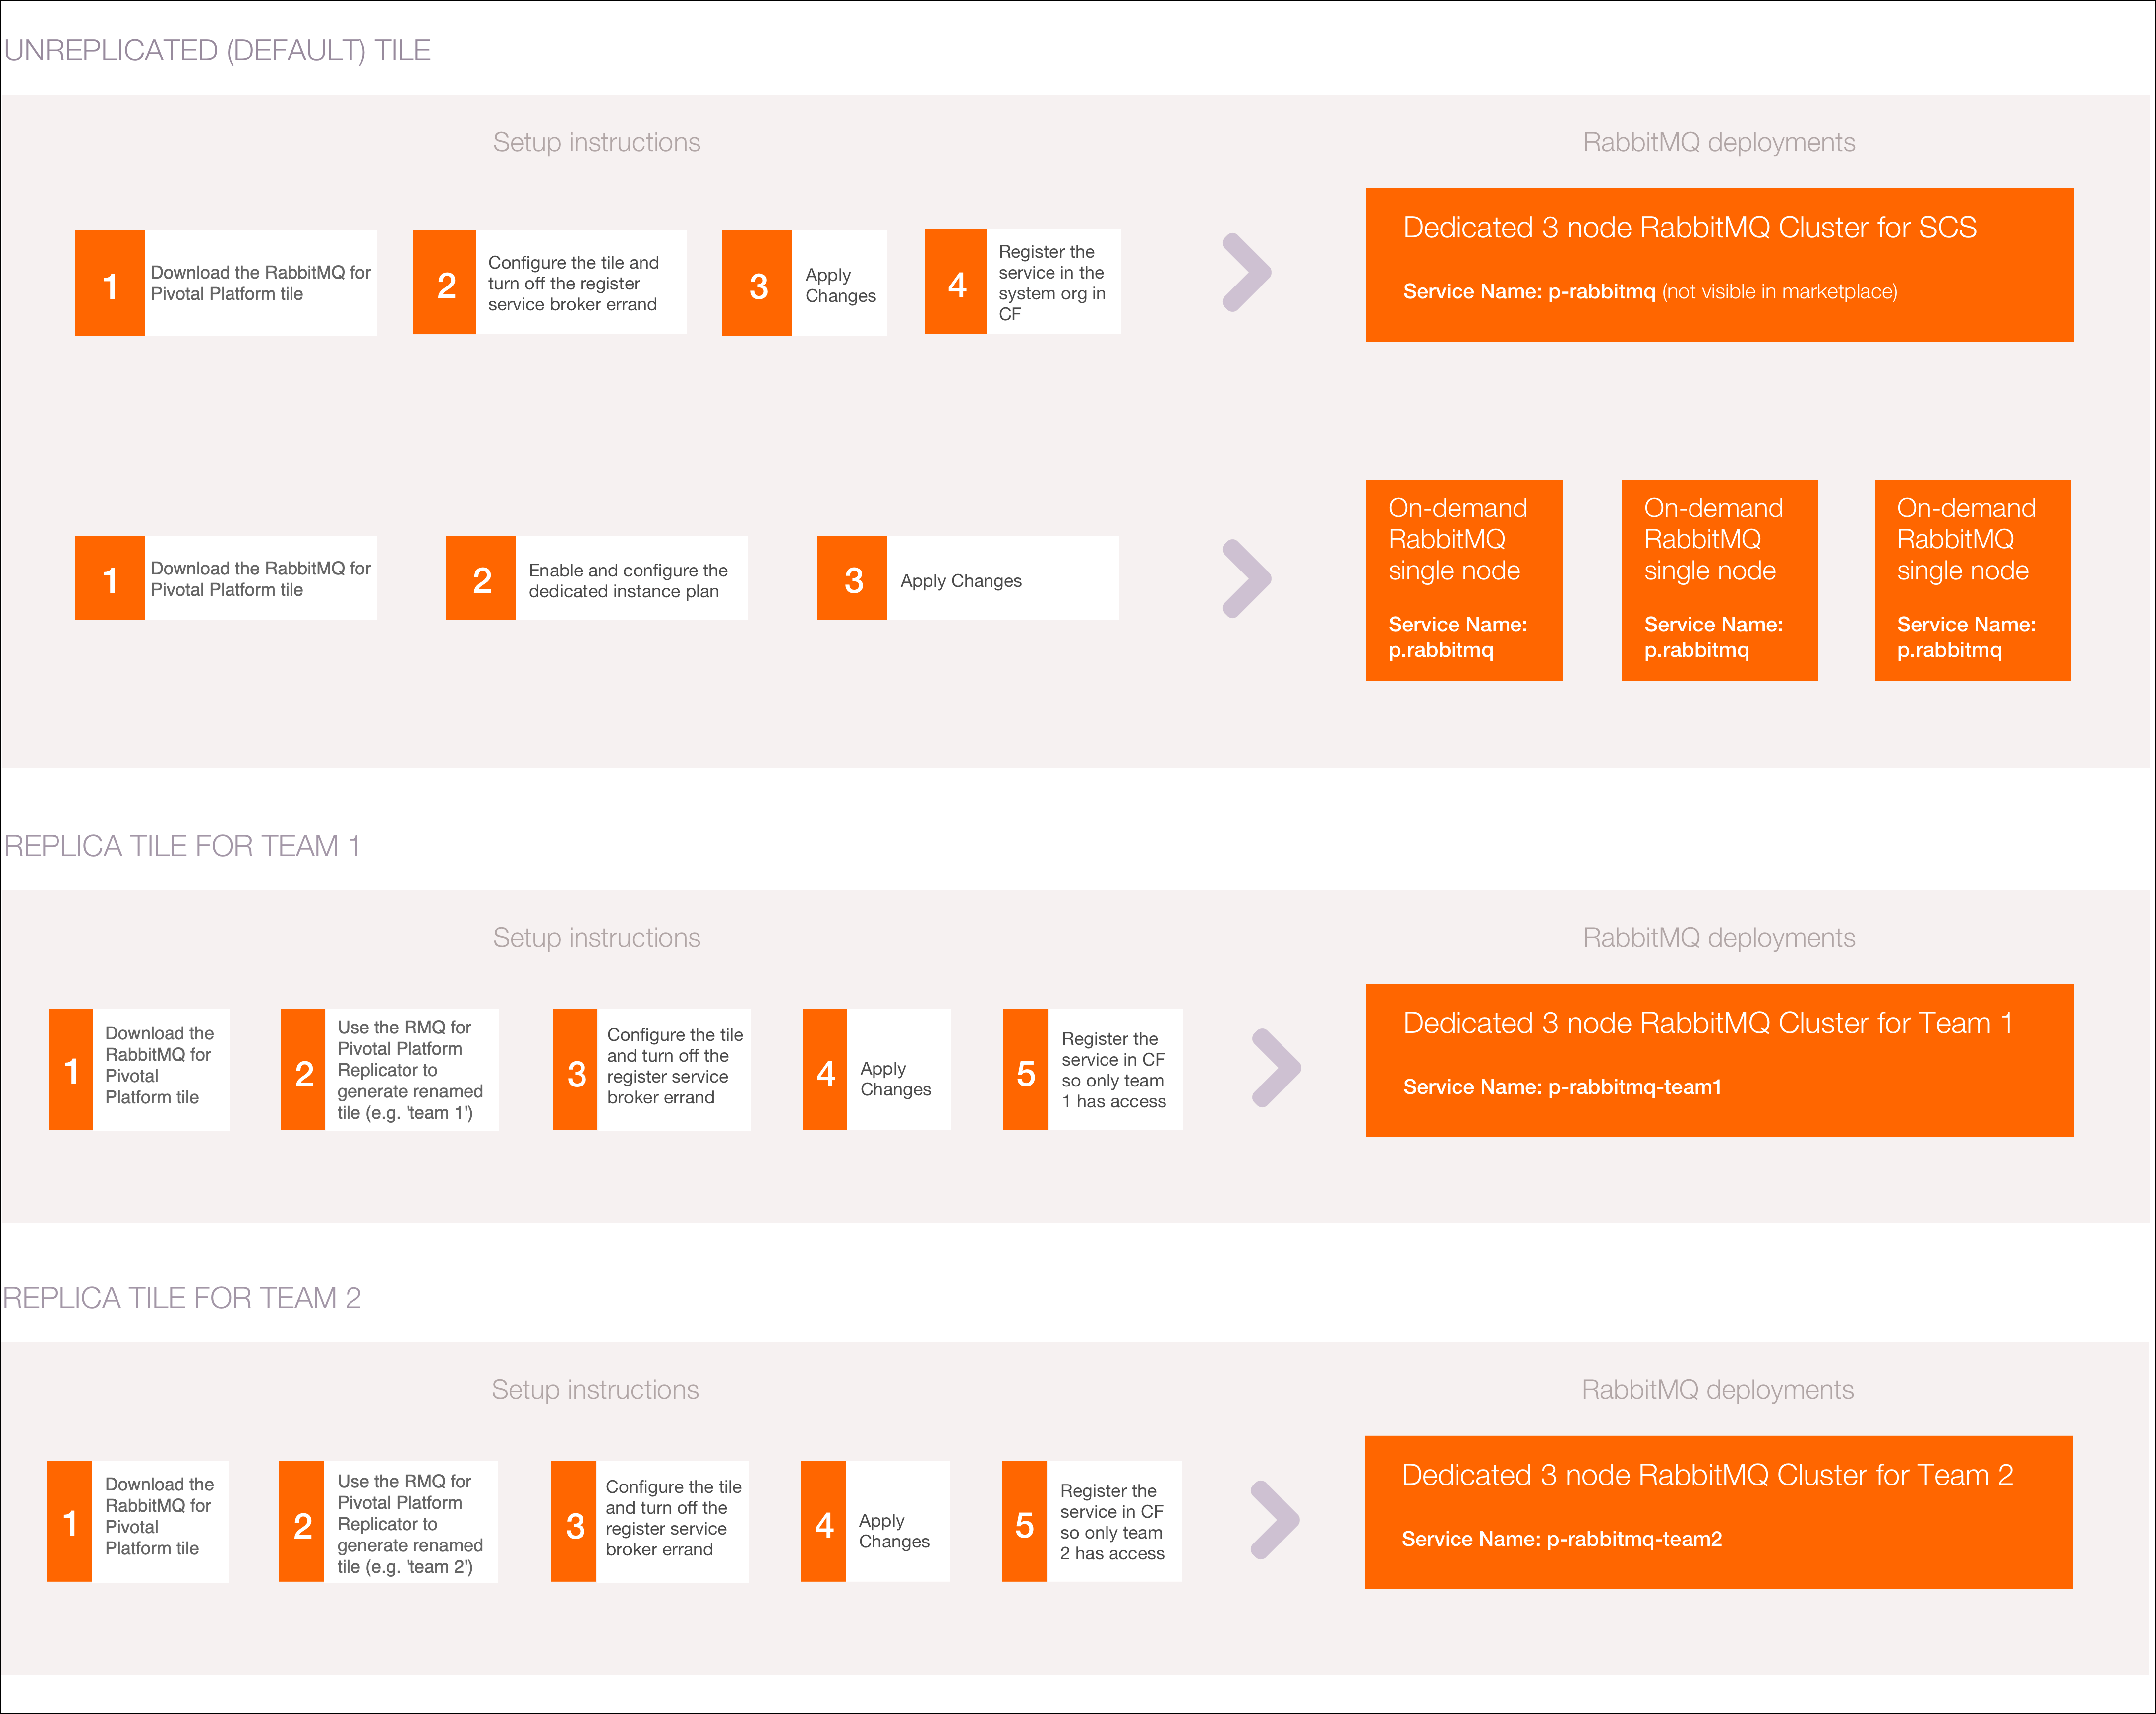 UNREPLICATED (DEFAULT) TILE
Setup instructions
RabbitMQ deployments
1
Download the RabbitMQ for
Pivotal Platform tile
2
Configure the tile and
turn off the register
service broker errand
3
Apply
Changes
4
Register the
service in the
system org in
CF
Dedicated 3 node RabbitMQ Cluster for SCS
Service Name: p-rabbitmq (not visible in marketplace)
1
Download the RabbitMQ for
Pivotal Platform tile
2
Enable and configure the
dedicated instance plan
3
Apply Changes
On-demand
RabbitMQ
single node
Service Name:
p.rabbitmq
On-demand
RabbitMQ
single node
Service Name:
p.rabbitmq
On-demand
RabbitMQ
single node
Service Name:
p.rabbitmq
REPLICA TILE FOR TEAM 1
Setup instructions
RabbitMQ deployments
1
Download the
RabbitMQ for
Pivotal
Platform tile
2
Use the RMQ for
Pivotal Platform
Replicator to
generate renamed
tile (e.g. 'team 1')
3
Configure the tile
and turn off the
register service
broker errand
4
Apply
Changes
5
Register the
service in CF
so only team
1 has access
Dedicated 3 node RabbitMQ Cluster for Team 1
Service Name: p-rabbitmq-team1
REPLICA TILE FOR TEAM 2
Setup instructions
RabbitMQ deployments
1
Download the
RabbitMQ for
Pivotal
Platform tile
2
Use the RMQ for
Pivotal Platform
Replicator to
generate renamed
tile (e.g. 'team 2')
3
Configure the tile
and turn off the
register service
broker errand
4
Apply
Changes
5
Register the
service in CF
so only team
2 has access
Dedicated 3 node RabbitMQ Cluster for Team 2
Service Name: p-rabbitmq-team2